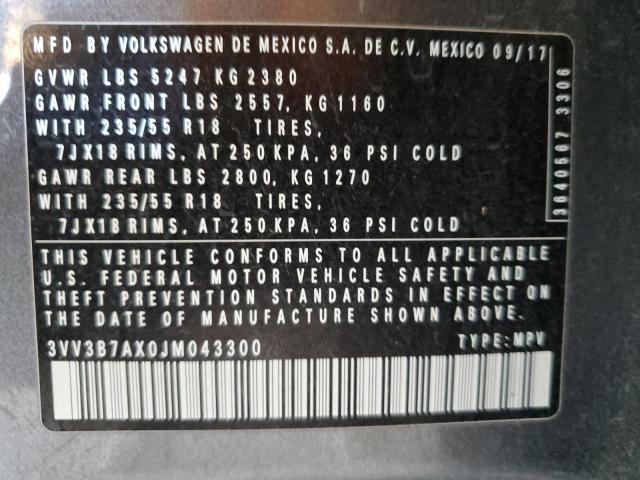 MFD BY VOLKSWAGEN DE MEXICO S.A. DE C.V. MEXICO 09/17
GVWR LBS 5247 KG 2380
GAWR FRONT LBS 2557, KG 1160
WITH 235/55 R18 TIRES,
7JX18 RIMS, AT 250 KPA, 36 PSI COLD
GAWR REAR LBS 2800, KG 1270
WITH 235/55 R18 TIRES,
7JX18 RIMS, AT 250 KPA, 36 PSI COLD
3640567 3306
THIS VEHICLE CONFORMS TO ALL APPLICABLE
U.S. FEDERAL MOTOR VEHICLE SAFETY AND
THEFT PREVENTION STANDARDS IN EFFECT ON
THE DATE OF MANUFACTURE SHOWN ABOVE.
3VV3B7AX0JM043300 TYPE: MPV